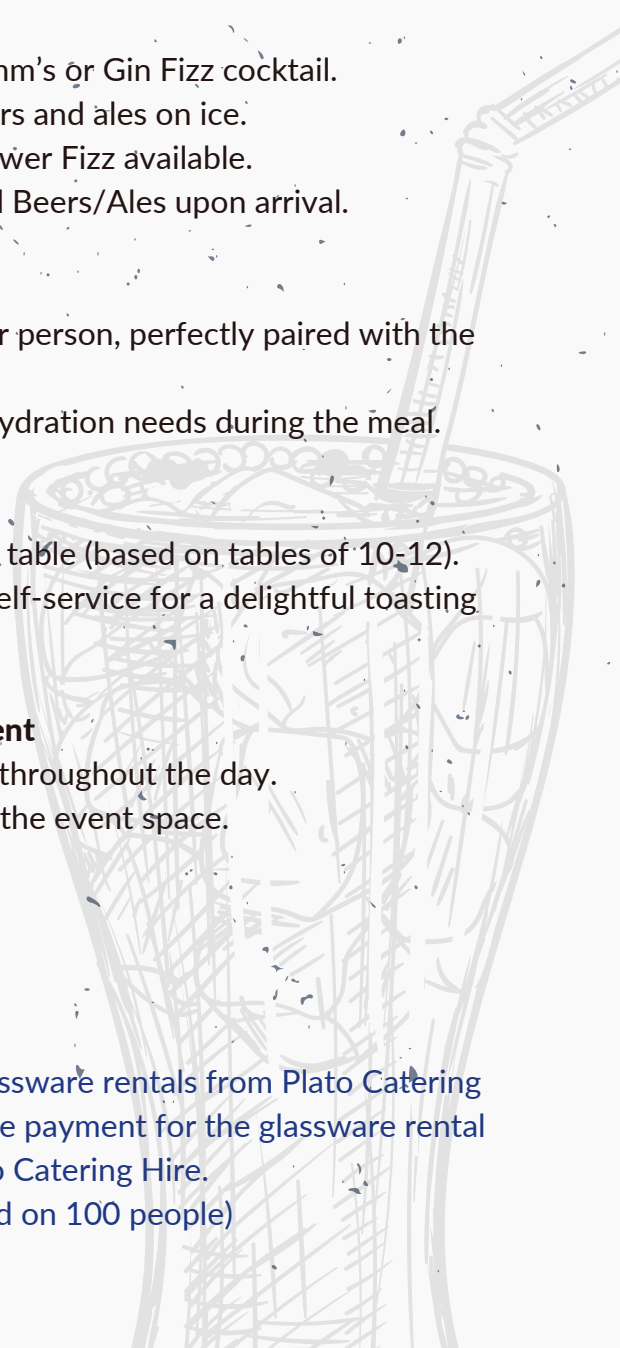 mm’s or Gin Fizz cocktail.
rs and ales on ice.
wer Fizz available.
Beers/Ales upon arrival.
r person, perfectly paired with the
ydration needs during the meal.
table (based on tables of 10-12).
elf-service for a delightful toasting
ent
throughout the day.
the event space.
ssware rentals from Plato Catering
e payment for the glassware rental
o Catering Hire.
d on 100 people)